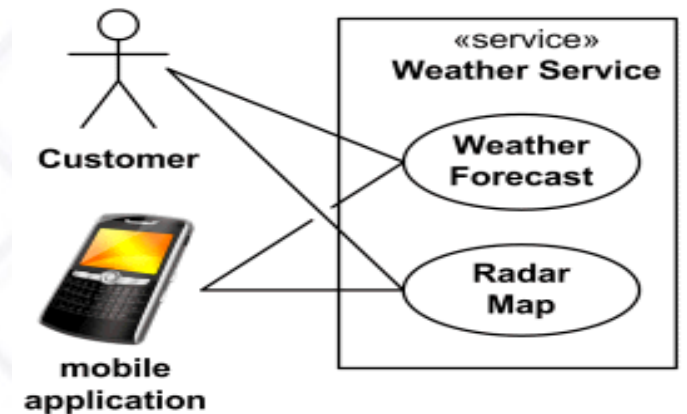 «service»
Weather Service
Customer
Weather
Forecast
Radar
Map
mobile
application